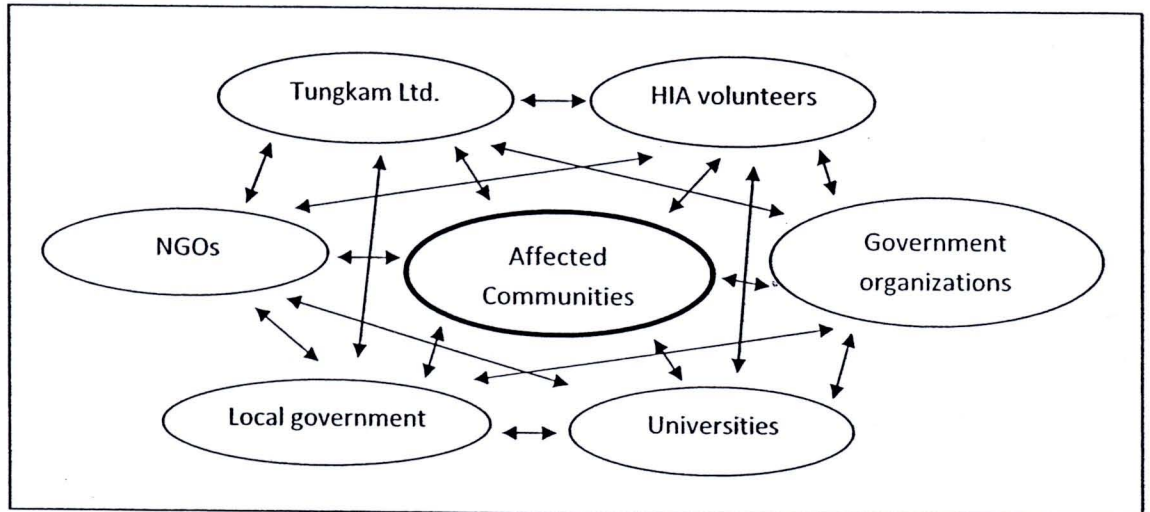 Tungkam Ltd.
HIA volunteers
NGOs
Affected
Communities
Government
organizations
Local government
Universities